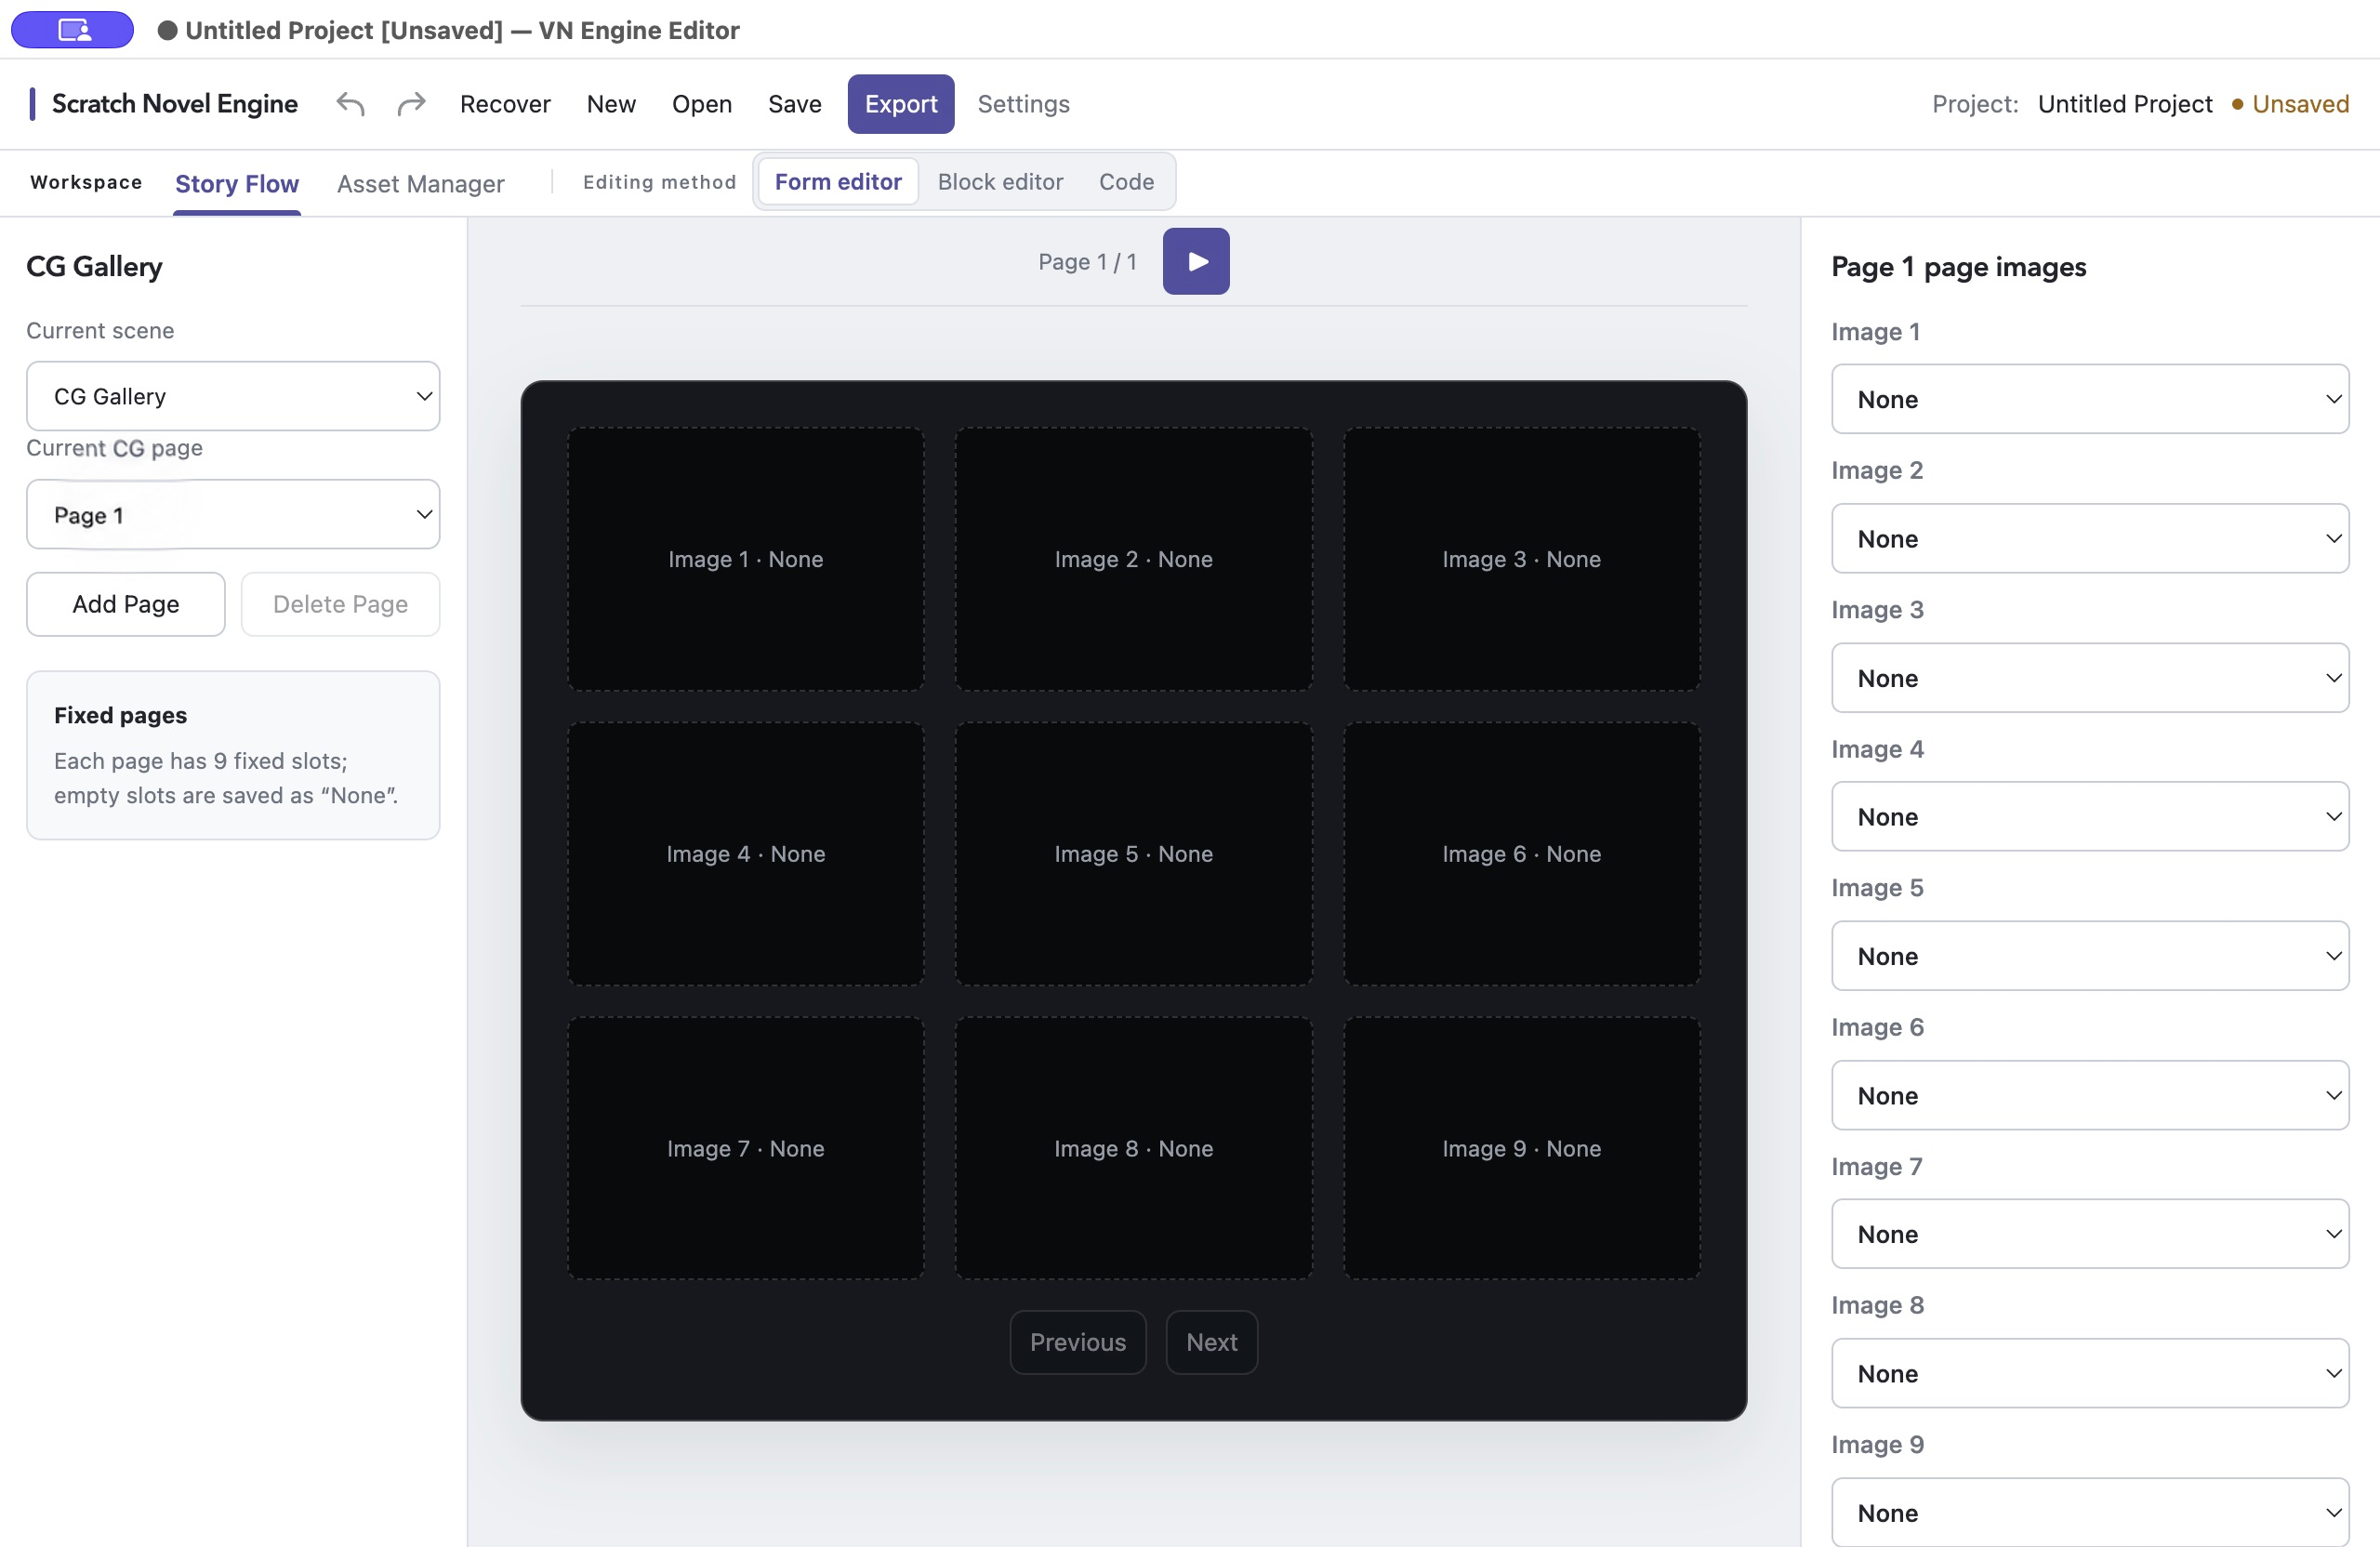 Untitled Project [Unsaved] — VN Engine Editor
Scratch Novel Engine
Recover
New
Open
Save
Export
Settings
Project: Untitled Project
Unsaved
Workspace
Story Flow
Asset Manager
Editing method
Form editor
Block editor
Code
CG Gallery
Current scene
CG Gallery
Current CG page
Page 1
Add Page
Delete Page
Fixed pages
Each page has 9 fixed slots;
empty slots are saved as “None”.
Page 1 / 1
Image 1 · None
Image 2 · None
Image 3 · None
Image 4 · None
Image 5 · None
Image 6 · None
Image 7 · None
Image 8 · None
Image 9 · None
Previous
Next
Page 1 page images
Image 1
None
Image 2
None
Image 3
None
Image 4
None
Image 5
None
Image 6
None
Image 7
None
Image 8
None
Image 9
None